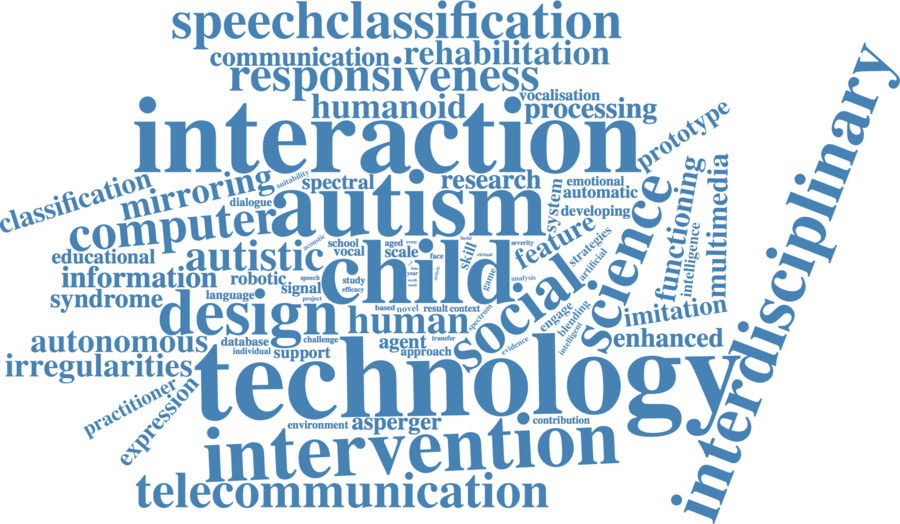 speechclassification
communication rehabilitation
responsiveness
vocalisation
humanoid processing
interaction
prototype
interdisciplinary
classification
mirroring
suitability
spectral research
emotional
automatic
dialogue
autism
system
developing
science
functioning
multimedia
computer
feature
strategies
intelligence
artificial
educational
autistic
acoustic
school
vocal
aged
scale
face
facial
skill
severity
virtual
child
game
analysis
information
robotic
speech
signal
study
efficacy
year
social
syndrome
language
project
design
based novel result context
spectrum
engage
blending
intelligent
imitation
human
enhanced
autonomous
database
challenge
individual support
agent
transfer
approach
evidence
irregularities
technology
practitioner
expression
environment asperger
contribution
intervention
telecommunication